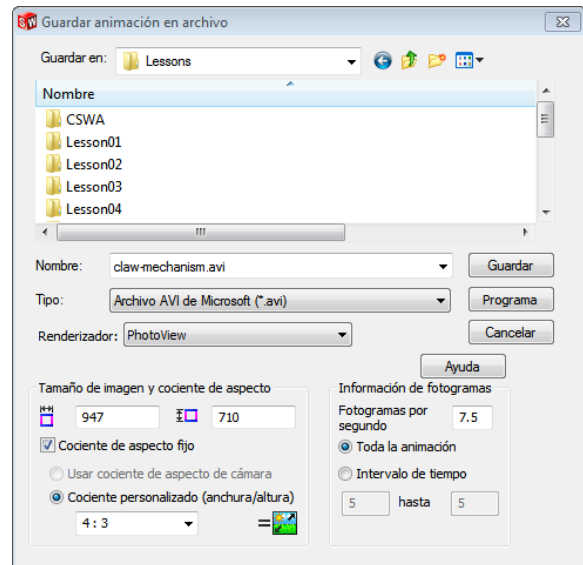 SW Guardar animación en archivo
Guardar en: Lessons
Nombre
CSWA
Lesson01
Lesson02
Lesson03
Lesson04
Nombre: claw-mechanism.avi Guardar
Tipo: Archivo AVI de Microsoft (*.avi) Programa
Renderizador: PhotoView Cancelar
Ayuda
Tamaño de imagen y cociente de aspecto
947 710
Cociente de aspecto fijo
Usar cociente de aspecto de cámara
Cociente personalizado (anchura/altura)
4 : 3 =
Información de fotogramas
Fotogramas por
segundo 7.5
Toda la animación
Intervalo de tiempo
5 hasta 5